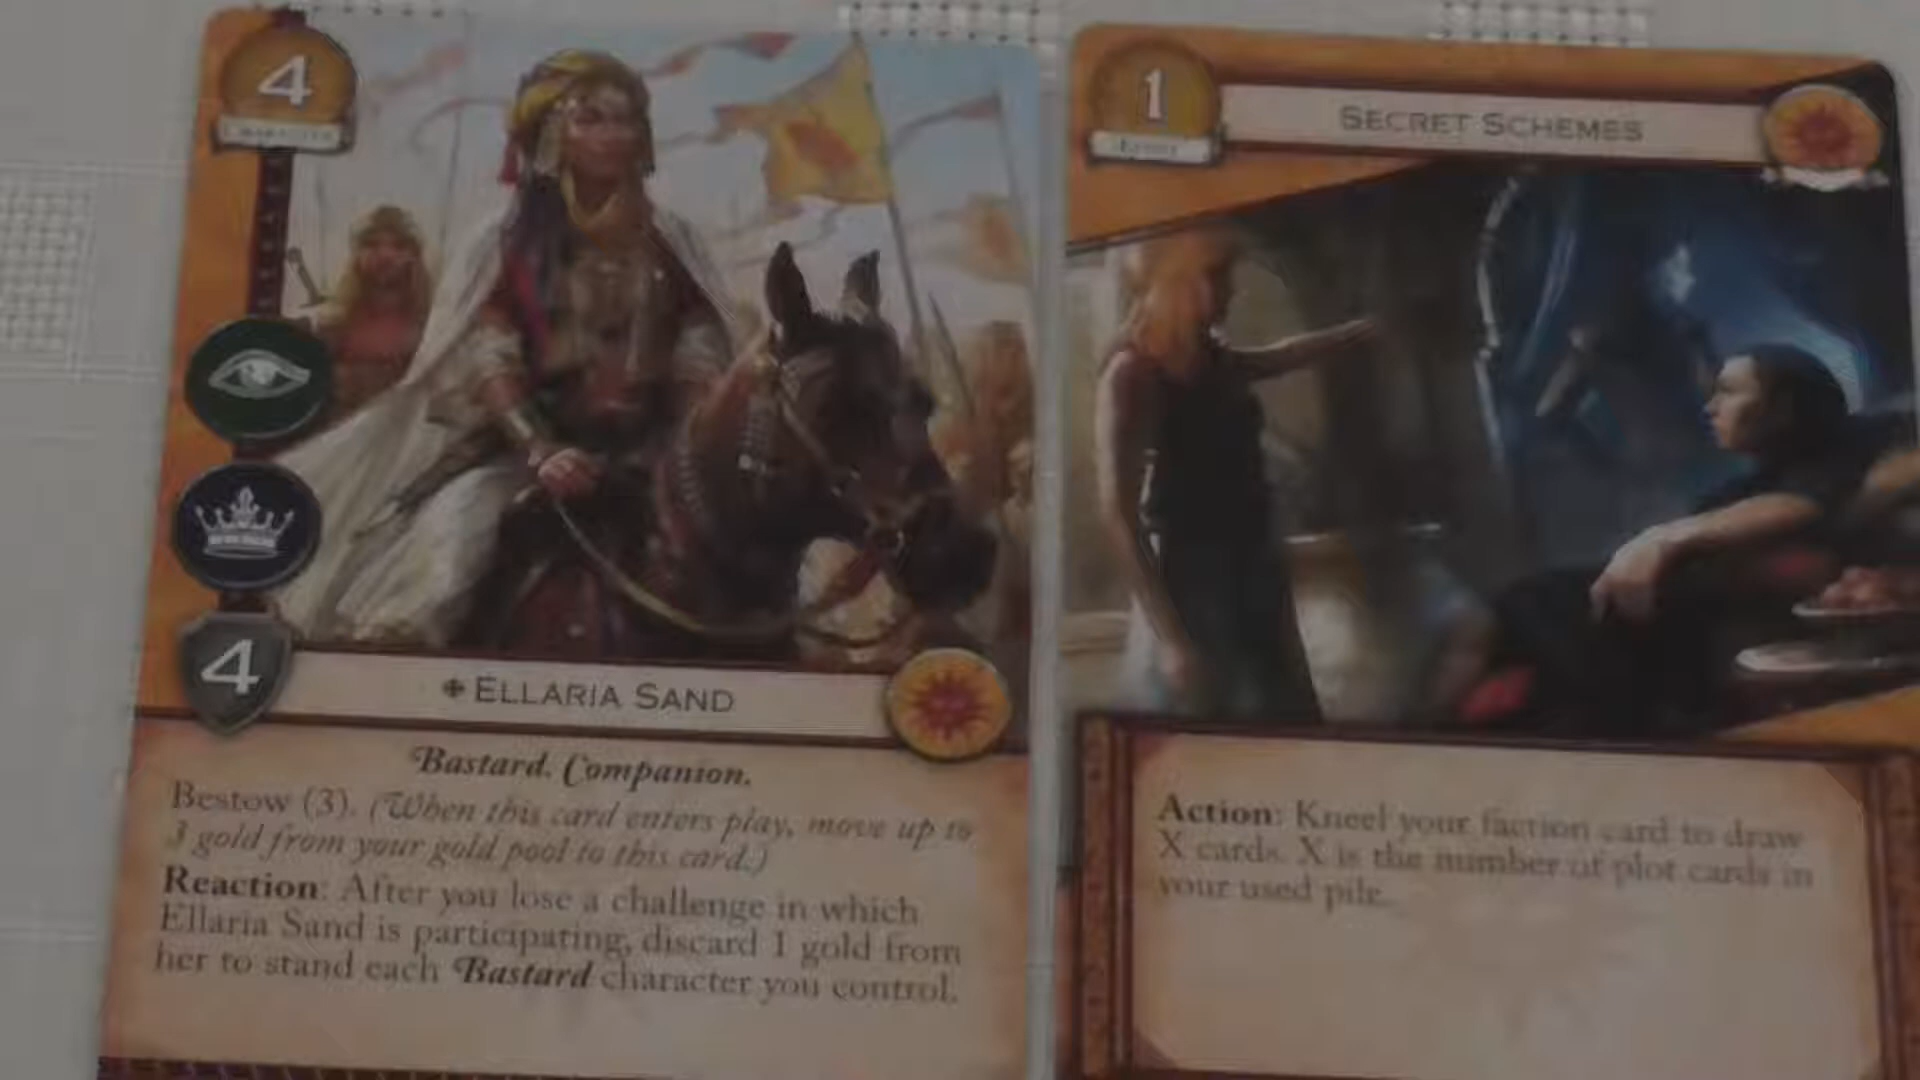 4
CHARACTER
4
ELLARIA SAND
Bastard. Companion.
Bestow (3). (When this card enters play, move up to
3 gold from your gold pool to this card.)
Reaction: After you lose a challenge in which
Ellaria Sand is participating, discard 1 gold from
her to stand each Bastard character you control.
1
EVENT
SECRET SCHEMES
Action: Kneel your faction card to draw
X cards. X is the number of plot cards in
your used pile.